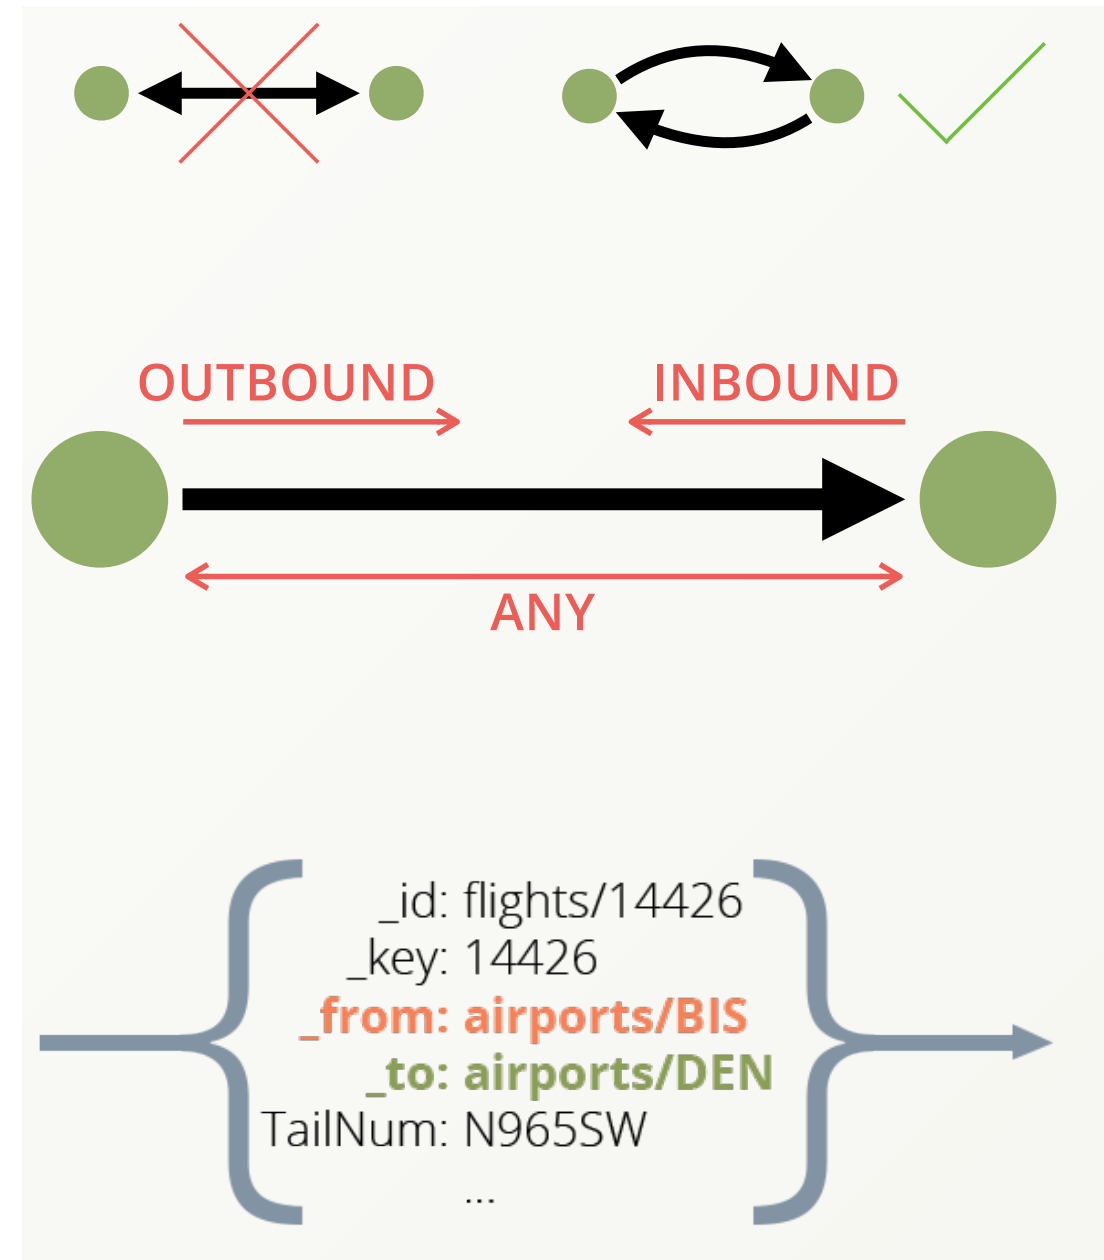 OUTBOUND INBOUND
ANY
_id: flights/14426
_key: 14426
_from: airports/BIS
_to: airports/DEN
TailNum: N965SW
...